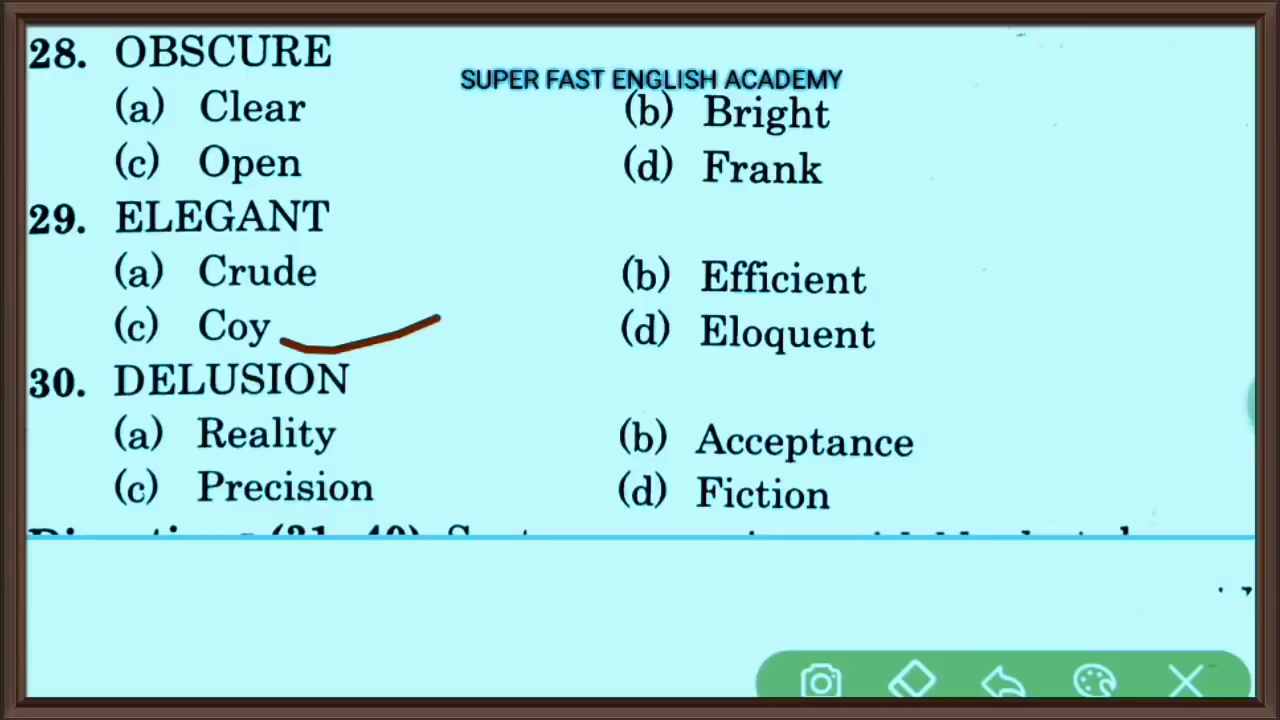 28. OBSCURE
SUPER FAST ENGLISH ACADEMY
(a) Clear (b) Bright
(c) Open (d) Frank
29. ELEGANT
(a) Crude (b) Efficient
(c) Coy (d) Eloquent
30. DELUSION
(a) Reality (b) Acceptance
(c) Precision (d) Fiction